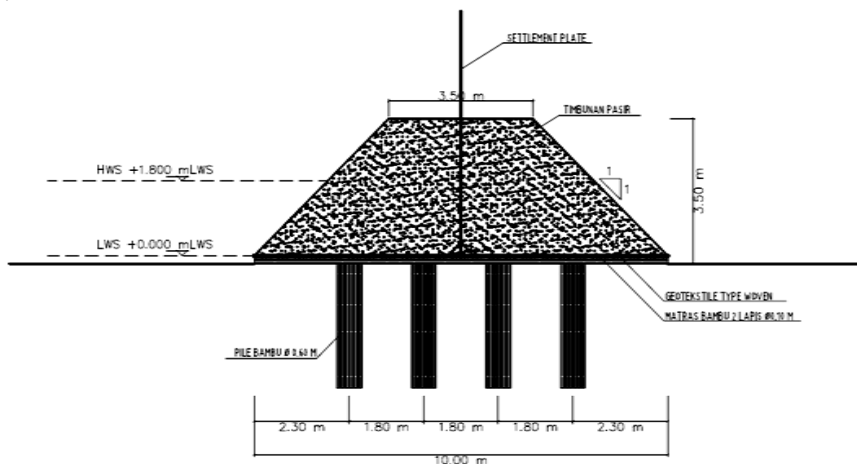 SETTLEMENT PLATE
3.50 m
TIMBUNAN PASIR
HWS +1.800 mLWS
1
1
3.50 m
LWS +0.000 mLWS
GEOTEKSTILE TYPE WOVEN
MATRAS BAMBU 2 LAPIS Ø0,10 M
PILE BAMBU Ø 0,60 M
2.30 m
1.80 m
1.80 m
1.80 m
2.30 m
10.00 m